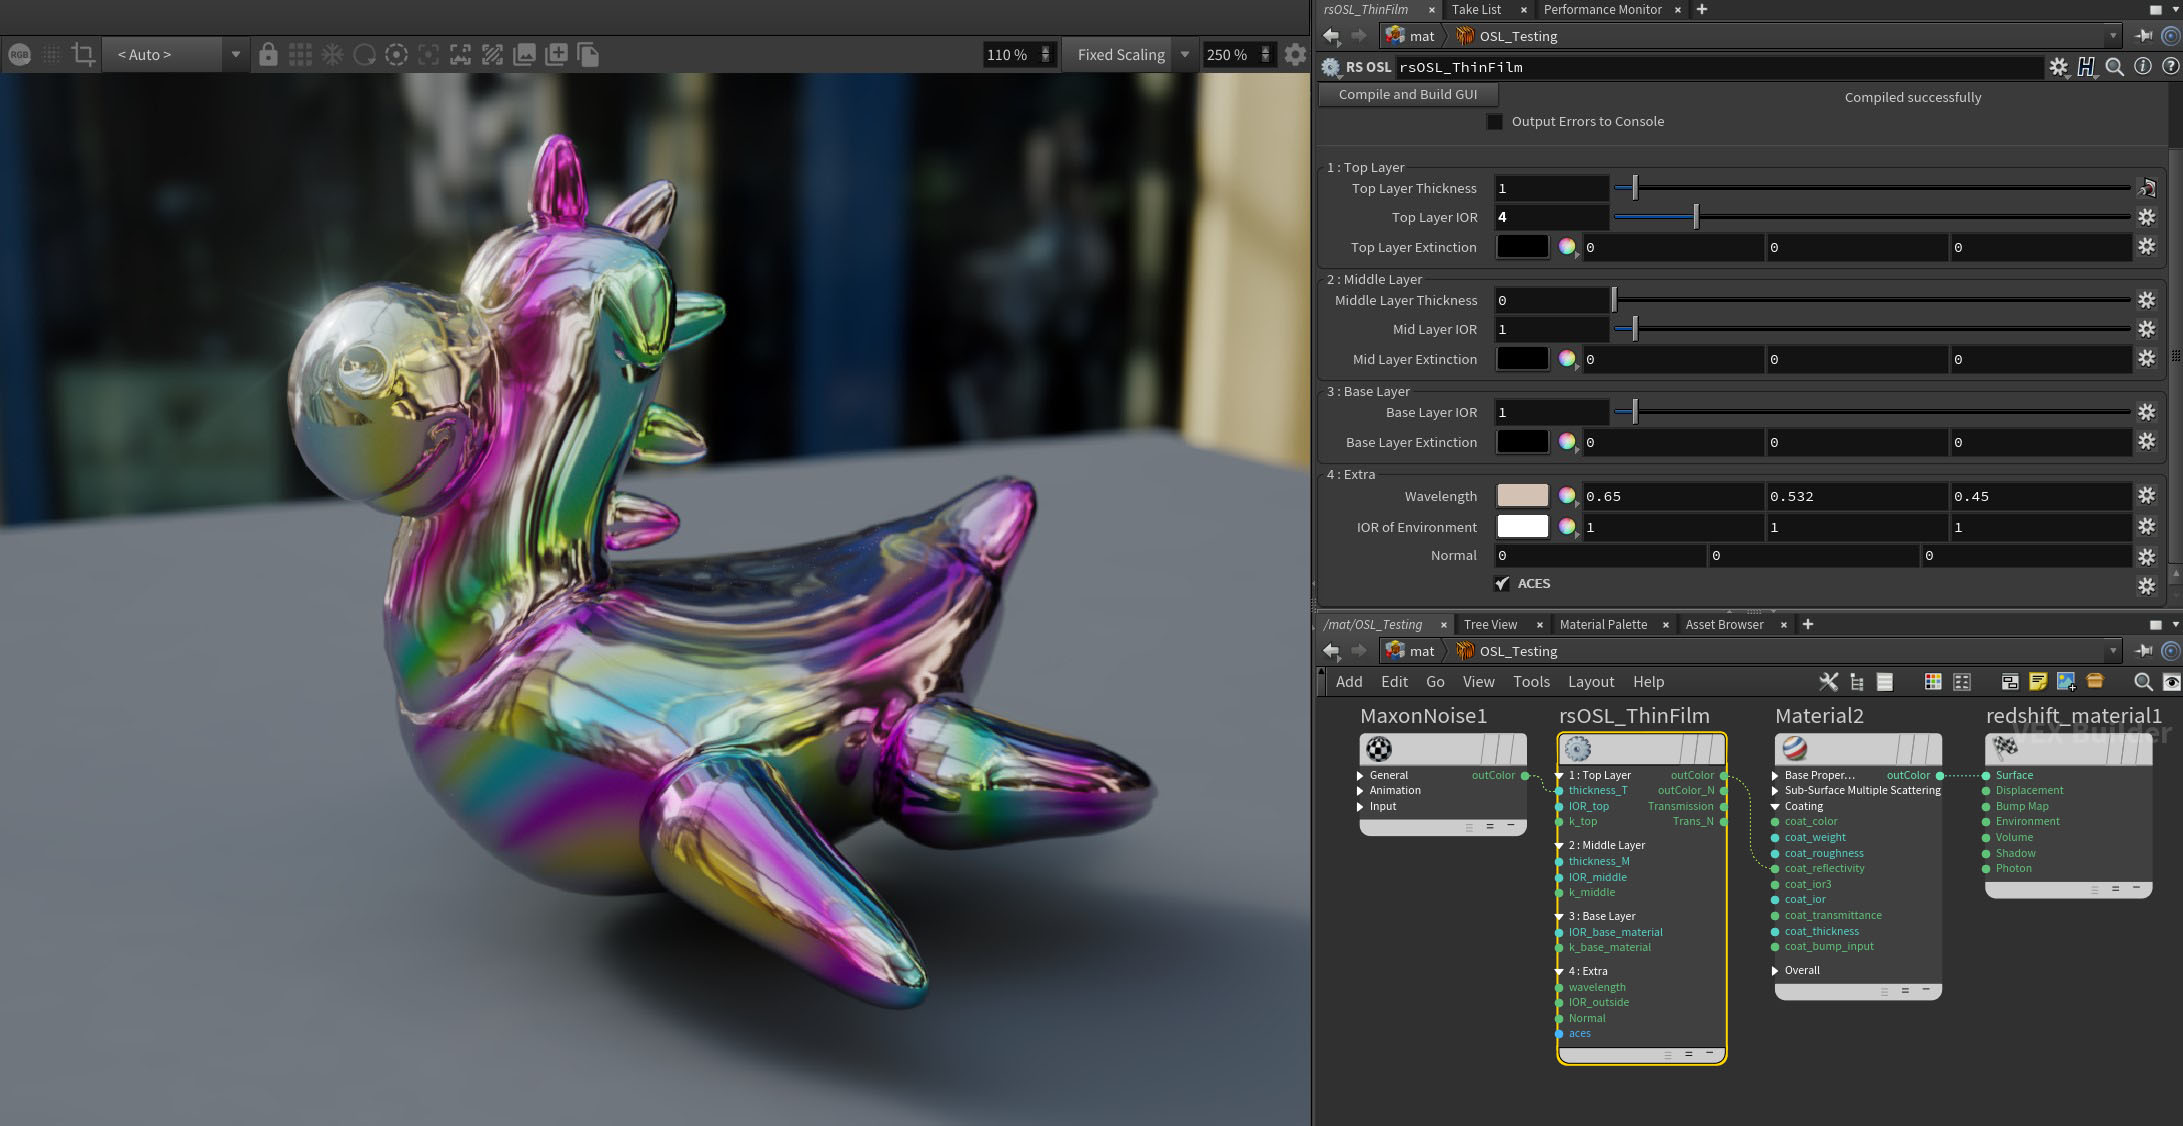 RGB
< Auto >
110 %
Fixed Scaling
250 %
rsOSL_ThinFilm × Take List × Performance Monitor × +
mat OSL_Testing
RS OSL rsOSL_ThinFilm
Compile and Build GUI
Compiled successfully
Output Errors to Console
1 : Top Layer
Top Layer Thickness 1
Top Layer IOR 4
Top Layer Extinction 0 0 0
2 : Middle Layer
Middle Layer Thickness 0
Mid Layer IOR 1
Mid Layer Extinction 0 0 0
3 : Base Layer
Base Layer IOR 1
Base Layer Extinction 0 0 0
4 : Extra
Wavelength 0.65 0.532 0.45
IOR of Environment 1 1 1
Normal 0 0 0
ACES
/mat/OSL_Testing × Tree View × Material Palette × Asset Browser × +
mat OSL_Testing
Add Edit Go View Tools Layout Help
VEX Builder
MaxonNoise1
General outColor
Animation
Input
rsOSL_ThinFilm
1 : Top Layer outColor
thickness_T outColor_N
IOR_top Transmission
k_top Trans_N
2 : Middle Layer
thickness_M
IOR_middle
k_middle
3 : Base Layer
IOR_base_material
k_base_material
4 : Extra
wavelength
IOR_outside
Normal
aces
Material2
Base Proper... outColor
Sub-Surface Multiple Scattering
Coating
coat_color
coat_weight
coat_roughness
coat_reflectivity
coat_ior3
coat_ior
coat_transmittance
coat_thickness
coat_bump_input
Overall
redshift_material1
Surface
Displacement
Bump Map
Environment
Volume
Shadow
Photon